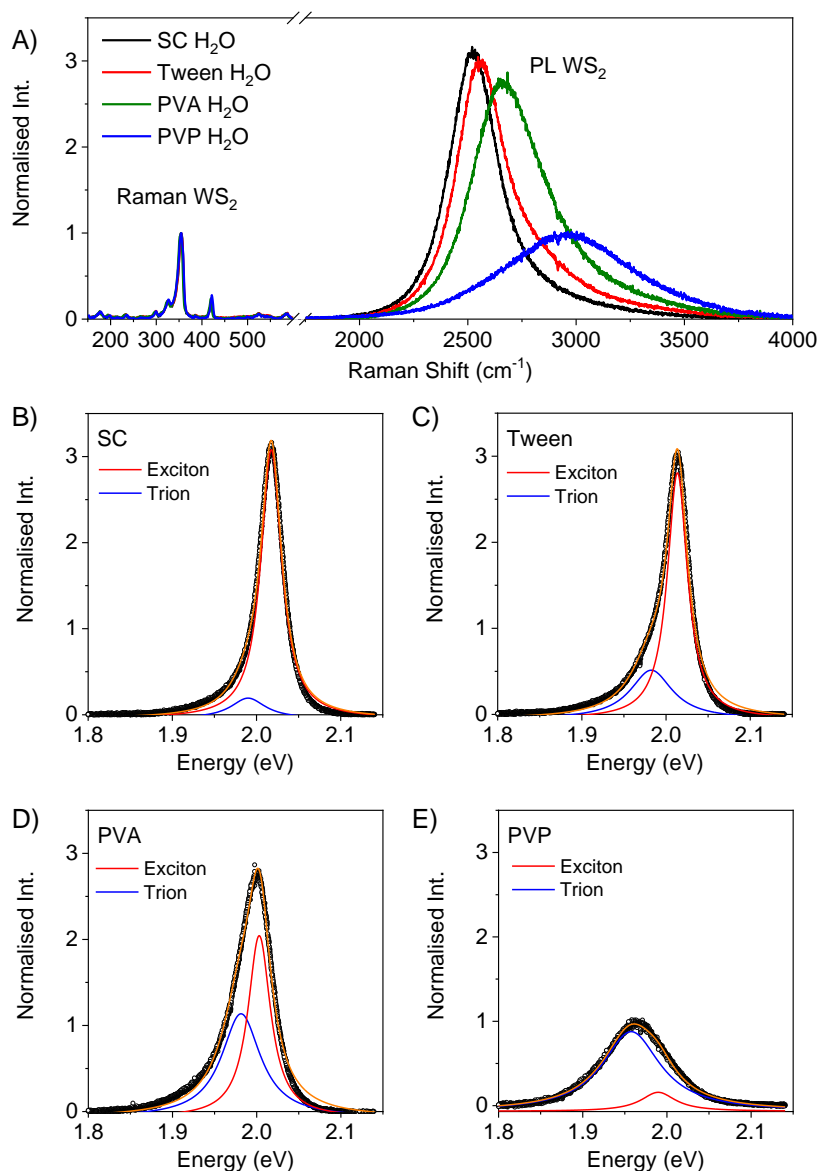 A)
SC H₂O
Tween H₂O
PVA H₂O
PVP H₂O
Raman WS₂
PL WS₂
Normalised Int.
0
1
2
3
200 300 400 500 2000 2500 3000 3500 4000
Raman Shift (cm⁻¹)
B)
SC
Exciton
Trion
Normalised Int.
3
2
1
0
1.8 1.9 2.0 2.1
Energy (eV)
C)
Tween
Exciton
Trion
Normalised Int.
3
2
1
0
1.8 1.9 2.0 2.1
Energy (eV)
D)
PVA
Exciton
Trion
Normalised Int.
3
2
1
0
1.8 1.9 2.0 2.1
Energy (eV)
E)
PVP
Exciton
Trion
Normalised Int.
3
2
1
0
1.8 1.9 2.0 2.1
Energy (eV)